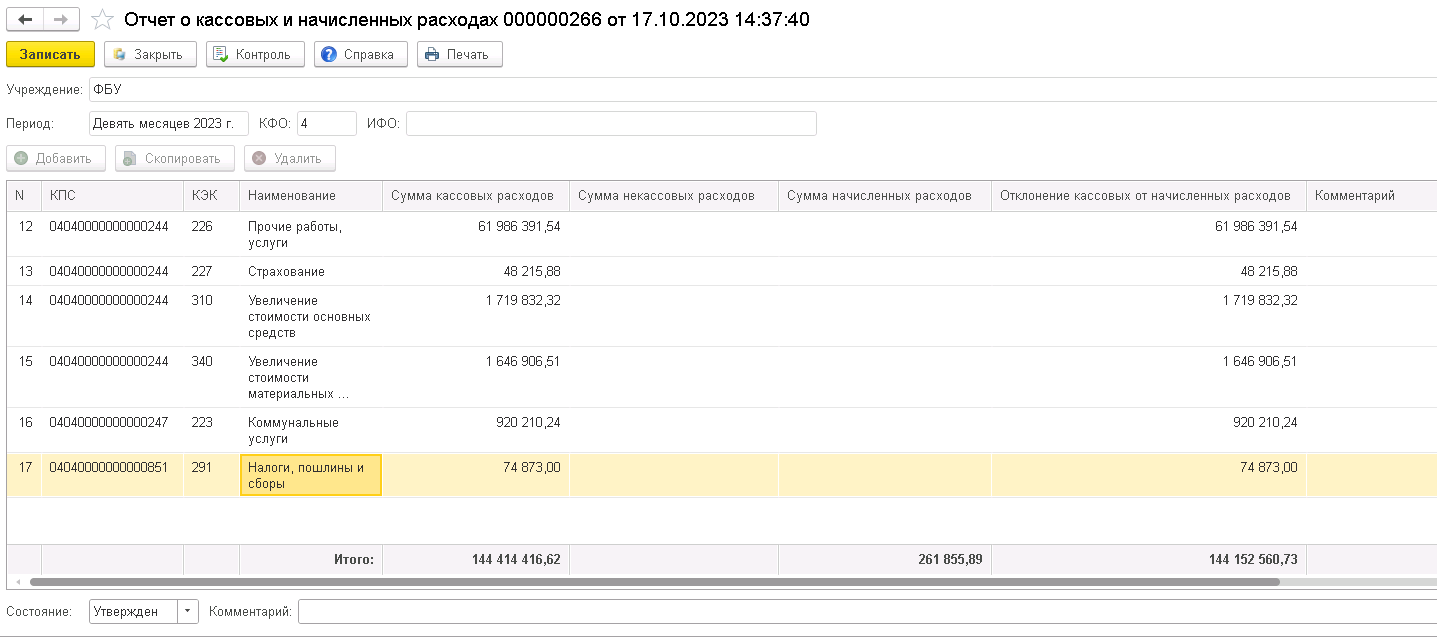 Отчет о кассовых и начисленных расходах 000000266 от 17.10.2023 14:37:40
Записать Закрыть Контроль Справка Печать
Учреждение: ФБУ
Период: Девять месяцев 2023 г. КФО: 4 ИФО:
Добавить Скопировать Удалить
N КПС КЭК Наименование Сумма кассовых расходов Сумма некассовых расходов Сумма начисленных расходов Отклонение кассовых от начисленных расходов Комментарий
12 04040000000000244 226 Прочие работы, 61 986 391,54 61 986 391,54
услуги
13 04040000000000244 227 Страхование 48 215,88 48 215,88
14 04040000000000244 310 Увеличение 1 719 832,32 1 719 832,32
стоимости основных
средств
15 04040000000000244 340 Увеличение 1 646 906,51 1 646 906,51
стоимости
материальных ...
16 04040000000000247 223 Коммунальные 920 210,24 920 210,24
услуги
17 04040000000000851 291 Налоги, пошлины и 74 873,00 74 873,00
сборы
Итого: 144 414 416,62 261 855,89 144 152 560,73
Состояние: Утвержден Комментарий: